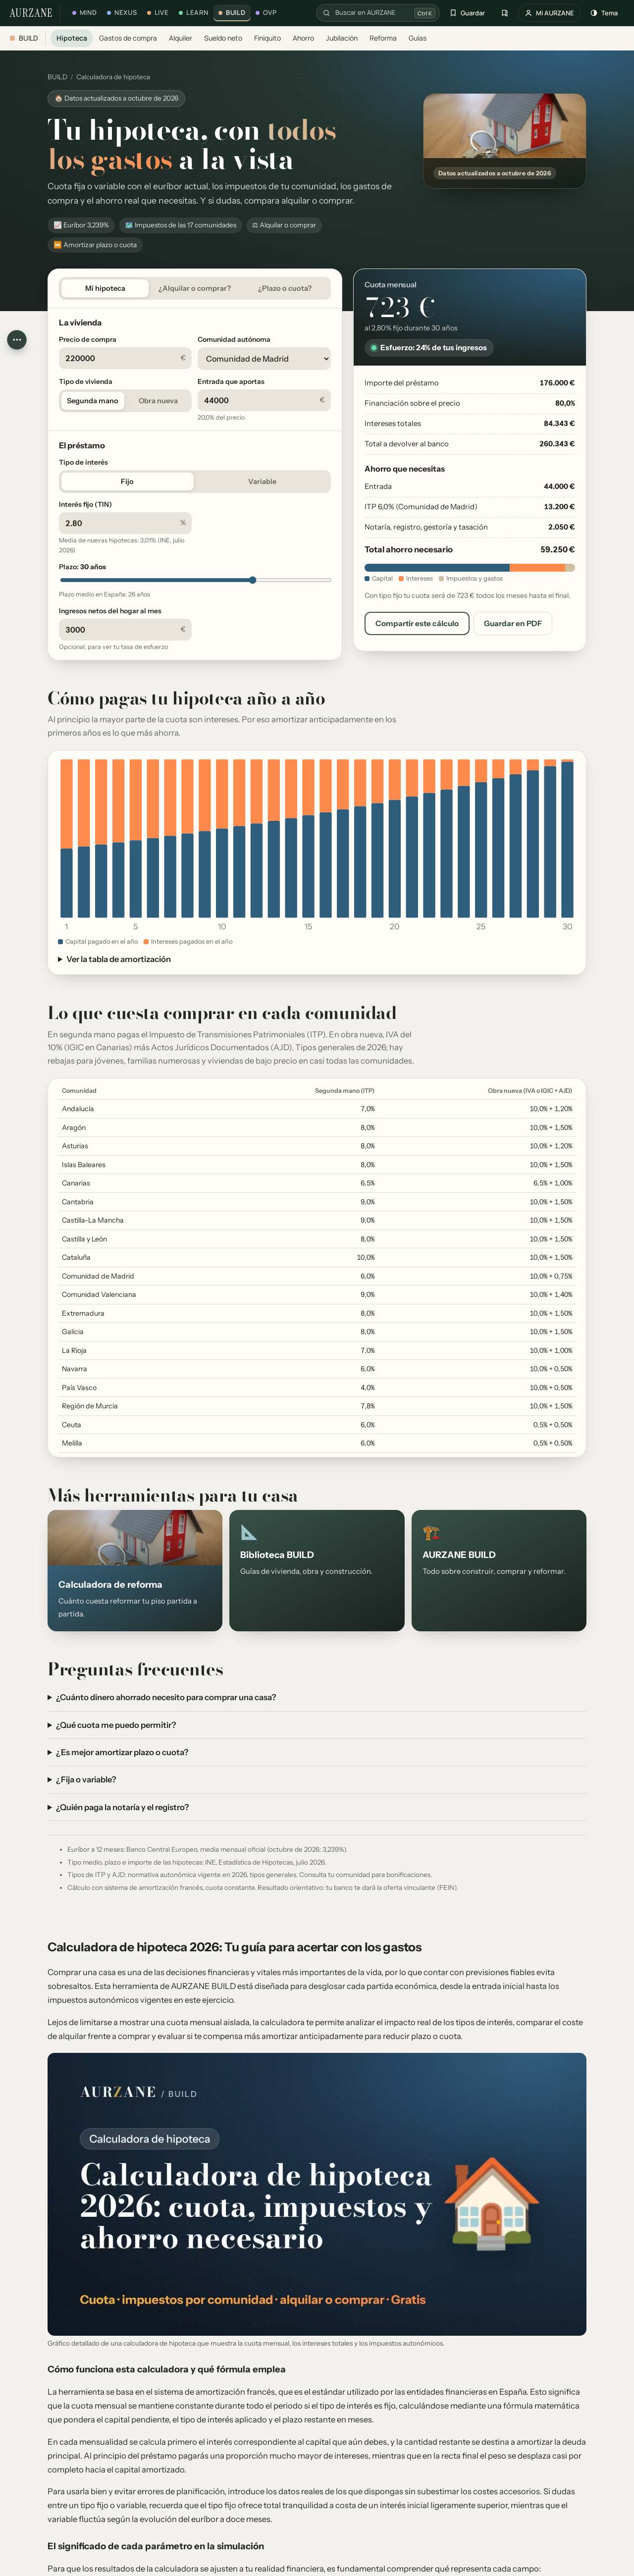 AURZANE
MIND NEXUS LIVE LEARN BUILD OVP
Buscar en AURZANE Ctrl K
Guardar
Mi AURZANE
Tema
BUILD
Hipoteca Gastos de compra Alquiler Sueldo neto Finiquito Ahorro Jubilación Reforma Guías
BUILD / Calculadora de hipoteca
Datos actualizados a octubre de 2026
Tu hipoteca, con todos
los gastos a la vista
Cuota fija o variable con el euríbor actual, los impuestos de tu comunidad, los gastos de
compra y el ahorro real que necesitas. Y si dudas, compara alquilar o comprar.
Euríbor 3,239%
Impuestos de las 17 comunidades
Alquilar o comprar
Amortizar plazo o cuota
Datos actualizados a octubre de 2026
Mi hipoteca
¿Alquilar o comprar?
¿Plazo o cuota?
La vivienda
Precio de compra
220000 €
Comunidad autónoma
Comunidad de Madrid
Tipo de vivienda
Segunda mano
Obra nueva
Entrada que aportas
44000 €
20,0% del precio
El préstamo
Tipo de interés
Fijo
Variable
Interés fijo (TIN)
2.80 %
Media de nuevas hipotecas: 3,01% (INE, julio
2026)
Plazo: 30 años
Plazo medio en España: 26 años
Ingresos netos del hogar al mes
3000 €
Opcional, para ver tu tasa de esfuerzo
Cuota mensual
723 €
al 2,80% fijo durante 30 años
Esfuerzo: 24% de tus ingresos
Importe del préstamo 176.000 €
Financiación sobre el precio 80,0%
Intereses totales 84.343 €
Total a devolver al banco 260.343 €
Ahorro que necesitas
Entrada 44.000 €
ITP 6,0% (Comunidad de Madrid) 13.200 €
Notaría, registro, gestoría y tasación 2.050 €
Total ahorro necesario 59.250 €
Capital Intereses Impuestos y gastos
Con tipo fijo tu cuota será de 723 € todos los meses hasta el final.
Compartir este cálculo
Guardar en PDF
Cómo pagas tu hipoteca año a año
Al principio la mayor parte de la cuota son intereses. Por eso amortizar anticipadamente en los
primeros años es lo que más ahorra.
1 5 10 15 20 25 30
Capital pagado en el año Intereses pagados en el año
Ver la tabla de amortización
Lo que cuesta comprar en cada comunidad
En segunda mano pagas el Impuesto de Transmisiones Patrimoniales (ITP). En obra nueva, IVA del
10% (IGIC en Canarias) más Actos Jurídicos Documentados (AJD). Tipos generales de 2026; hay
rebajas para jóvenes, familias numerosas y viviendas de bajo precio en casi todas las comunidades.
Comunidad Segunda mano (ITP) Obra nueva (IVA o IGIC + AJD)
Andalucía 7,0% 10,0% + 1,20%
Aragón 8,0% 10,0% + 1,50%
Asturias 8,0% 10,0% + 1,20%
Islas Baleares 8,0% 10,0% + 1,50%
Canarias 6,5% 6,5% + 1,00%
Cantabria 9,0% 10,0% + 1,50%
Castilla-La Mancha 9,0% 10,0% + 1,50%
Castilla y León 8,0% 10,0% + 1,50%
Cataluña 10,0% 10,0% + 1,50%
Comunidad de Madrid 6,0% 10,0% + 0,75%
Comunidad Valenciana 9,0% 10,0% + 1,40%
Extremadura 8,0% 10,0% + 1,50%
Galicia 8,0% 10,0% + 1,50%
La Rioja 7,0% 10,0% + 1,00%
Navarra 6,0% 10,0% + 0,50%
País Vasco 4,0% 10,0% + 0,50%
Región de Murcia 7,8% 10,0% + 1,50%
Ceuta 6,0% 0,5% + 0,50%
Melilla 6,0% 0,5% + 0,50%
Más herramientas para tu casa
Calculadora de reforma
Cuánto cuesta reformar tu piso partida a
partida.
Biblioteca BUILD
Guías de vivienda, obra y construcción.
AURZANE BUILD
Todo sobre construir, comprar y reformar.
Preguntas frecuentes
¿Cuánto dinero ahorrado necesito para comprar una casa?
¿Qué cuota me puedo permitir?
¿Es mejor amortizar plazo o cuota?
¿Fija o variable?
¿Quién paga la notaría y el registro?
Euríbor a 12 meses: Banco Central Europeo, media mensual oficial (octubre de 2026: 3,239%).
Tipo medio, plazo e importe de las hipotecas: INE, Estadística de Hipotecas, julio 2026.
Tipos de ITP y AJD: normativa autonómica vigente en 2026, tipos generales. Consulta tu comunidad para bonificaciones.
Cálculo con sistema de amortización francés, cuota constante. Resultado orientativo: tu banco te dará la oferta vinculante (FEIN).
Calculadora de hipoteca 2026: Tu guía para acertar con los gastos
Comprar una casa es una de las decisiones financieras y vitales más importantes de la vida, por lo que contar con previsiones fiables evita
sobresaltos. Esta herramienta de AURZANE BUILD está diseñada para desglosar cada partida económica, desde la entrada inicial hasta los
impuestos autonómicos vigentes en este ejercicio.
Lejos de limitarse a mostrar una cuota mensual aislada, la calculadora te permite analizar el impacto real de los tipos de interés, comparar el coste
de alquilar frente a comprar y evaluar si te compensa más amortizar anticipadamente para reducir plazo o cuota.
AURZANE / BUILD
Calculadora de hipoteca
Calculadora de hipoteca
2026: cuota, impuestos y
ahorro necesario
Cuota · impuestos por comunidad · alquilar o comprar · Gratis
Gráfico detallado de una calculadora de hipoteca que muestra la cuota mensual, los intereses totales y los impuestos autonómicos.
Cómo funciona esta calculadora y qué fórmula emplea
La herramienta se basa en el sistema de amortización francés, que es el estándar utilizado por las entidades financieras en España. Esto significa
que la cuota mensual se mantiene constante durante todo el periodo si el tipo de interés es fijo, calculándose mediante una fórmula matemática
que pondera el capital pendiente, el tipo de interés aplicado y el plazo restante en meses.
En cada mensualidad se calcula primero el interés correspondiente al capital que aún debes, y la cantidad restante se destina a amortizar la deuda
principal. Al principio del préstamo pagarás una proporción mucho mayor de intereses, mientras que en la recta final el peso se desplaza casi por
completo hacia el capital amortizado.
Para usarla bien y evitar errores de planificación, introduce los datos reales de los que dispongas sin subestimar los costes accesorios. Si dudas
entre un tipo fijo o variable, recuerda que el tipo fijo ofrece total tranquilidad a costa de un interés inicial ligeramente superior, mientras que el
variable fluctúa según la evolución del euríbor a doce meses.
El significado de cada parámetro en la simulación
Para que los resultados de la calculadora se ajusten a tu realidad financiera, es fundamental comprender qué representa cada campo: